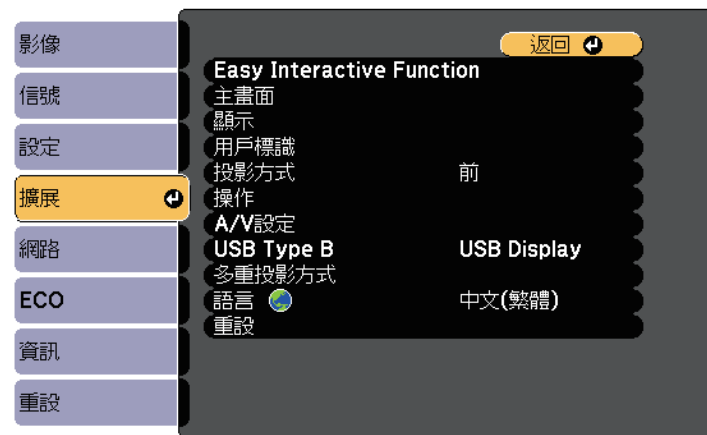 影像
信號
設定
擴展
網路
ECO
資訊
重設
返回
Easy Interactive Function
主畫面
顯示
用戶標識
投影方式 前
操作
A/V設定
USB Type B USB Display
多重投影方式
語言 中文(繁體)
重設